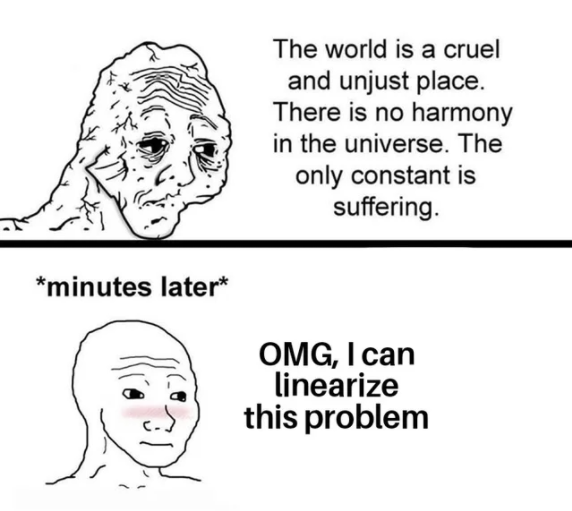 The world is a cruel
and unjust place.
There is no harmony
in the universe. The
only constant is
suffering.
*minutes later*
OMG, I can
linearize
this problem